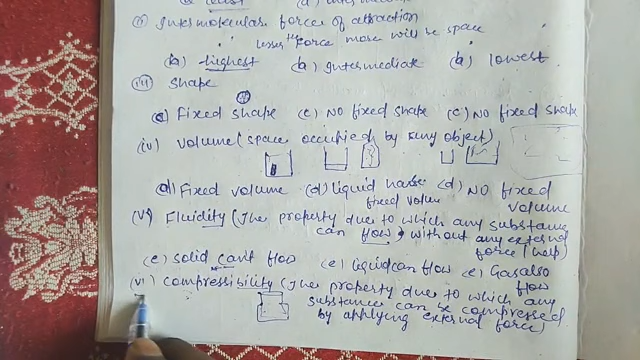 (ii) Intermolecular forces of attraction
lesser the force more will be space
(b) highest (b) Intermediate (b) lowest
(iii) Shape
(c) Fixed shape (c) NO fixed shape (c) NO fixed shape
(iv) Volume (space occupied by any object)
(d) Fixed volume (d) liquid have fixed volume (d) NO fixed volume
(v) Fluidity (The property due to which any substance
can flow, without any external
force (help)
(e) solid can't flow (e) liquid can flow (e) Gas also flow
(vi) Compressibility (The property due to which any
substance can be compressed
by applying external force)